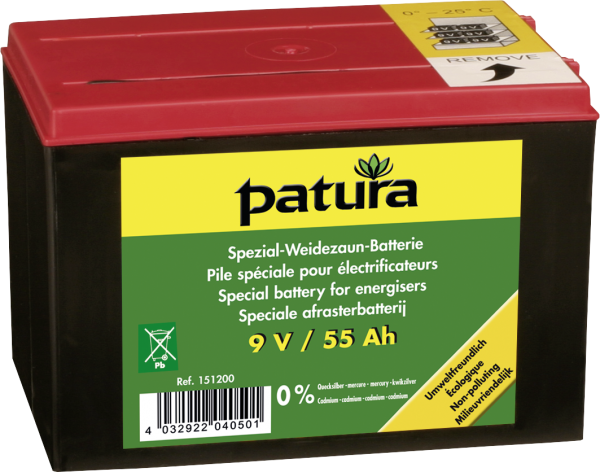 0° – 25° C
REMOVE
patura
Spezial-Weidezaun-Batterie
Pile spéciale pour électrificateurs
Special battery for energisers
Speciale afrasterbatterij
9 V / 55 Ah
Pb
Ref. 151200
4 032922 040501
0% Quecksilber - mercure - mercury - kwikzilver
Cadmium - cadmium - cadmium - cadmium
Umweltfreundlich
Écologique
Non-polluting
Milieuvriendelijk